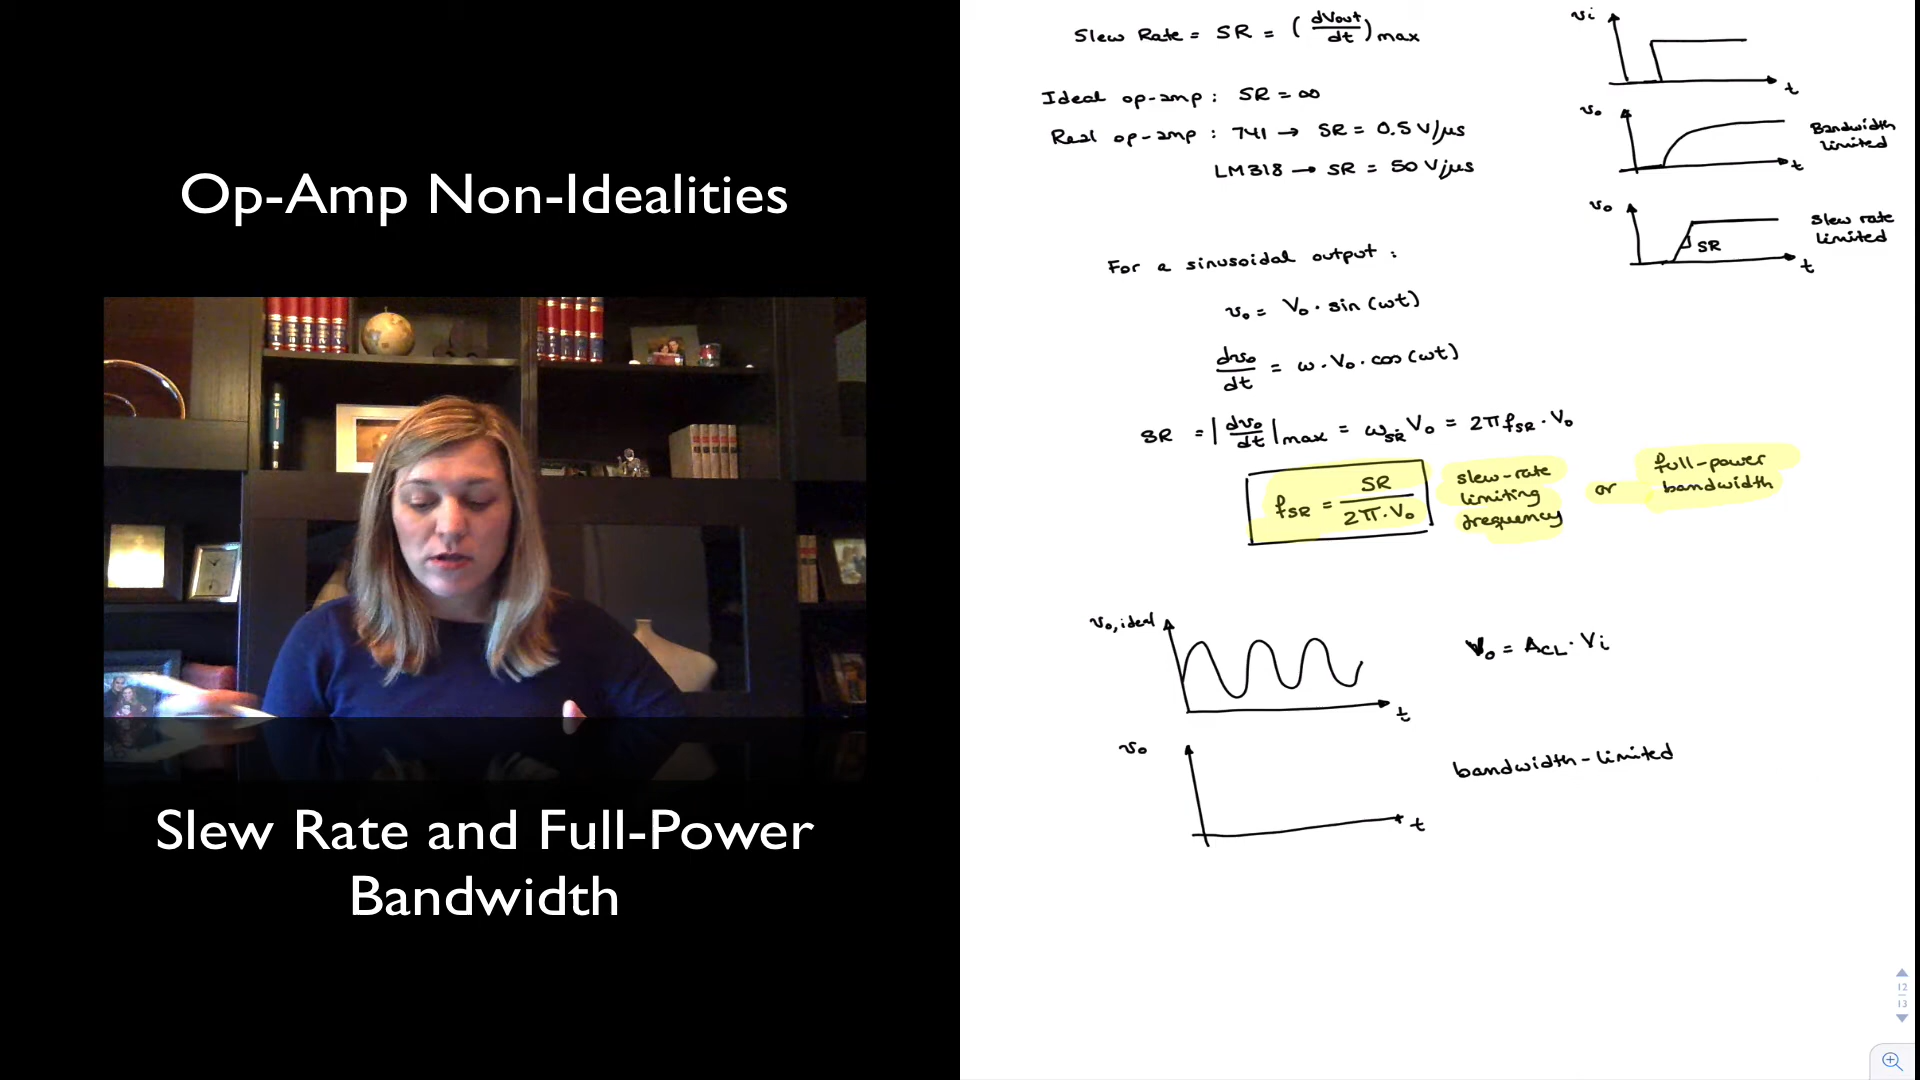 Op-Amp Non-Idealities
Slew Rate and Full-Power
Bandwidth
Slew Rate = SR = (dVout/dt)max
Ideal op-amp : SR = ∞
Real op-amp : 741 → SR = 0.5 V/μs
LM318 → SR = 50 V/μs
vi
t
vo
Bandwidth
limited
t
vo
Slew rate
limited
SR
t
For a sinusoidal output :
vo = Vo · sin(ωt)
dvo/dt = ω · Vo · cos(ωt)
SR = |dvo/dt|max = ωSR · Vo = 2π fSR · Vo
fSR = SR / 2π · Vo
slew-rate
limiting
frequency
or
full-power
bandwidth
vo, ideal
t
Vo = ACL · Vi
vo
t
bandwidth-limited
12
13